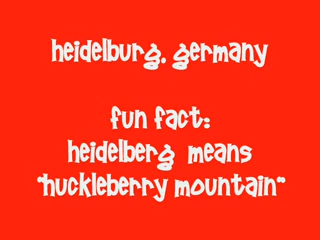 heidelburg, germany
fun fact:
heidelberg means
"huckleberry mountain"